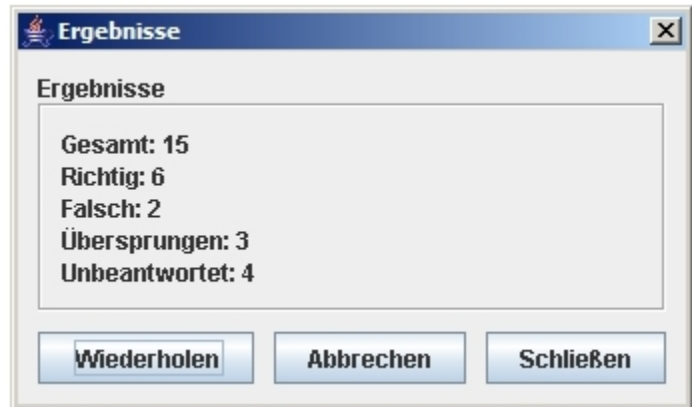 Ergebnisse
Ergebnisse
Gesamt: 15
Richtig: 6
Falsch: 2
Übersprungen: 3
Unbeantwortet: 4
Wiederholen Abbrechen Schließen